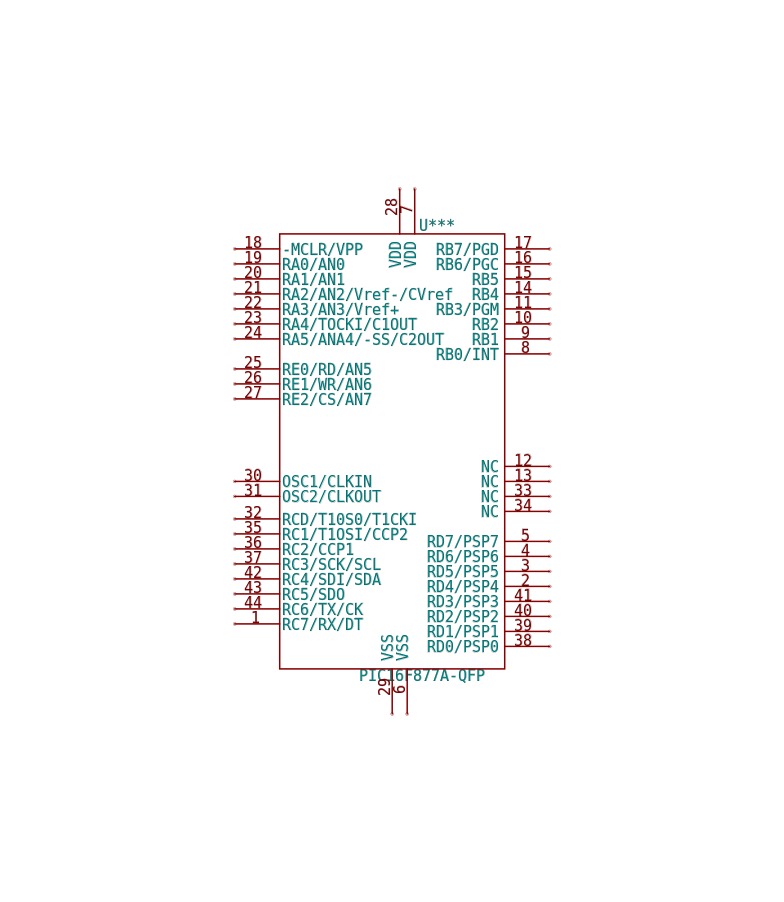 28 7
U***
VDD VDD
18 -MCLR/VPP RB7/PGD 17
19 RA0/AN0 RB6/PGC 16
20 RA1/AN1 RB5 15
21 RA2/AN2/Vref-/CVref RB4 14
22 RA3/AN3/Vref+ RB3/PGM 11
23 RA4/TOCKI/C1OUT RB2 10
24 RA5/ANA4/-SS/C2OUT RB1 9
RB0/INT 8
25 RE0/RD/AN5
26 RE1/WR/AN6
27 RE2/CS/AN7
NC 12
30 OSC1/CLKIN NC 13
31 OSC2/CLKOUT NC 33
NC 34
32 RCD/T10S0/T1CKI
35 RC1/T1OSI/CCP2
RD7/PSP7 5
36 RC2/CCP1
RD6/PSP6 4
37 RC3/SCK/SCL
RD5/PSP5 3
42 RC4/SDI/SDA
RD4/PSP4 2
43 RC5/SDO
RD3/PSP3 41
44 RC6/TX/CK
RD2/PSP2 40
1 RC7/RX/DT
RD1/PSP1 39
RD0/PSP0 38
VSS VSS
PIC16F877A-QFP
29 6